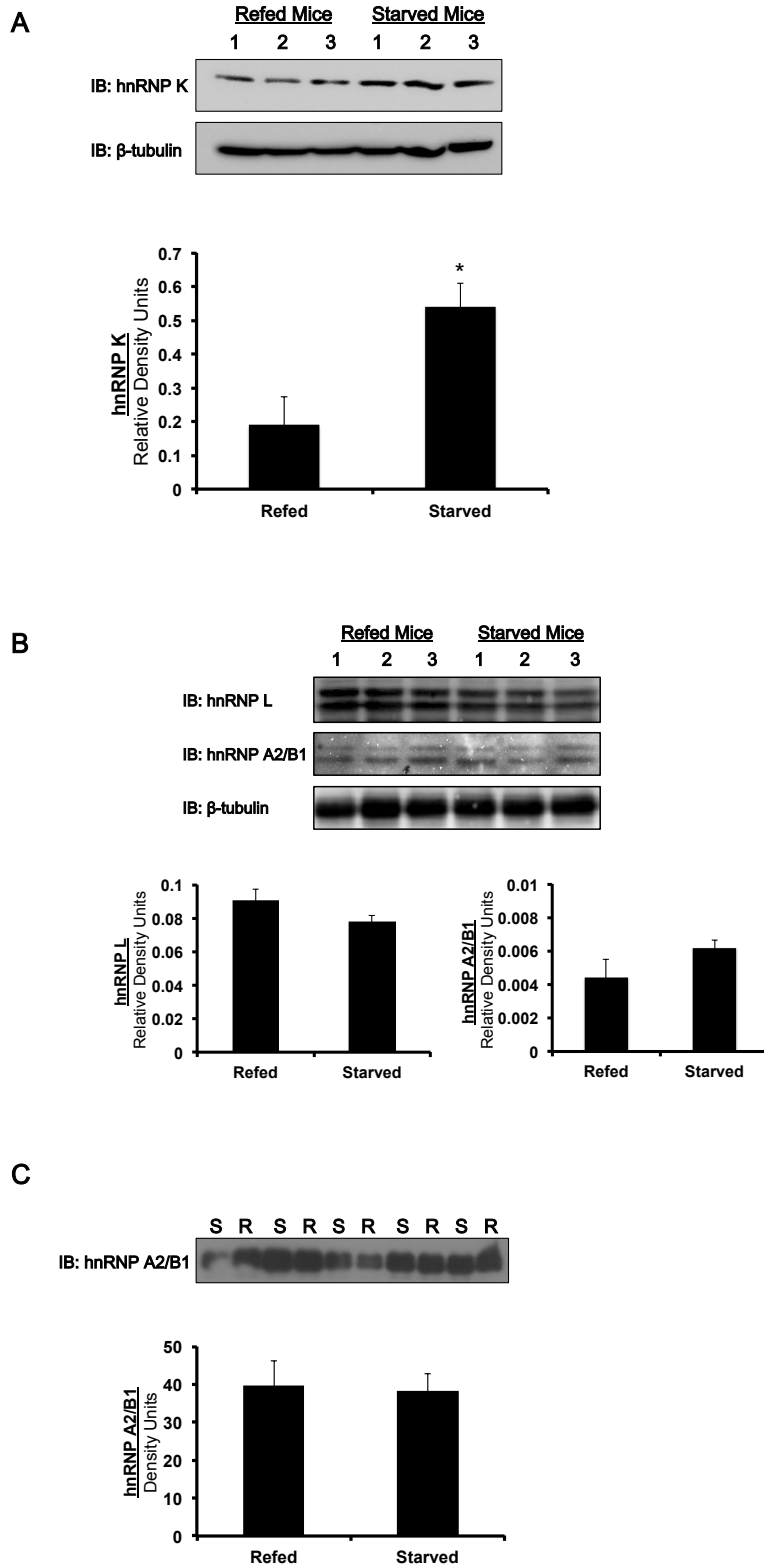 A
Refed Mice Starved Mice
1 2 3 1 2 3
IB: hnRNP K
IB: β-tubulin
hnRNP K
Relative Density Units
0.7
0.6
0.5
0.4
0.3
0.2
0.1
0
*
Refed Starved
B
Refed Mice Starved Mice
1 2 3 1 2 3
IB: hnRNP L
IB: hnRNP A2/B1
IB: β-tubulin
hnRNP L
Relative Density Units
0.1
0.08
0.06
0.04
0.02
0
Refed Starved
hnRNP A2/B1
Relative Density Units
0.01
0.008
0.006
0.004
0.002
0
Refed Starved
C
S R S R S R S R S R
IB: hnRNP A2/B1
hnRNP A2/B1
Density Units
50
40
30
20
10
0
Refed Starved